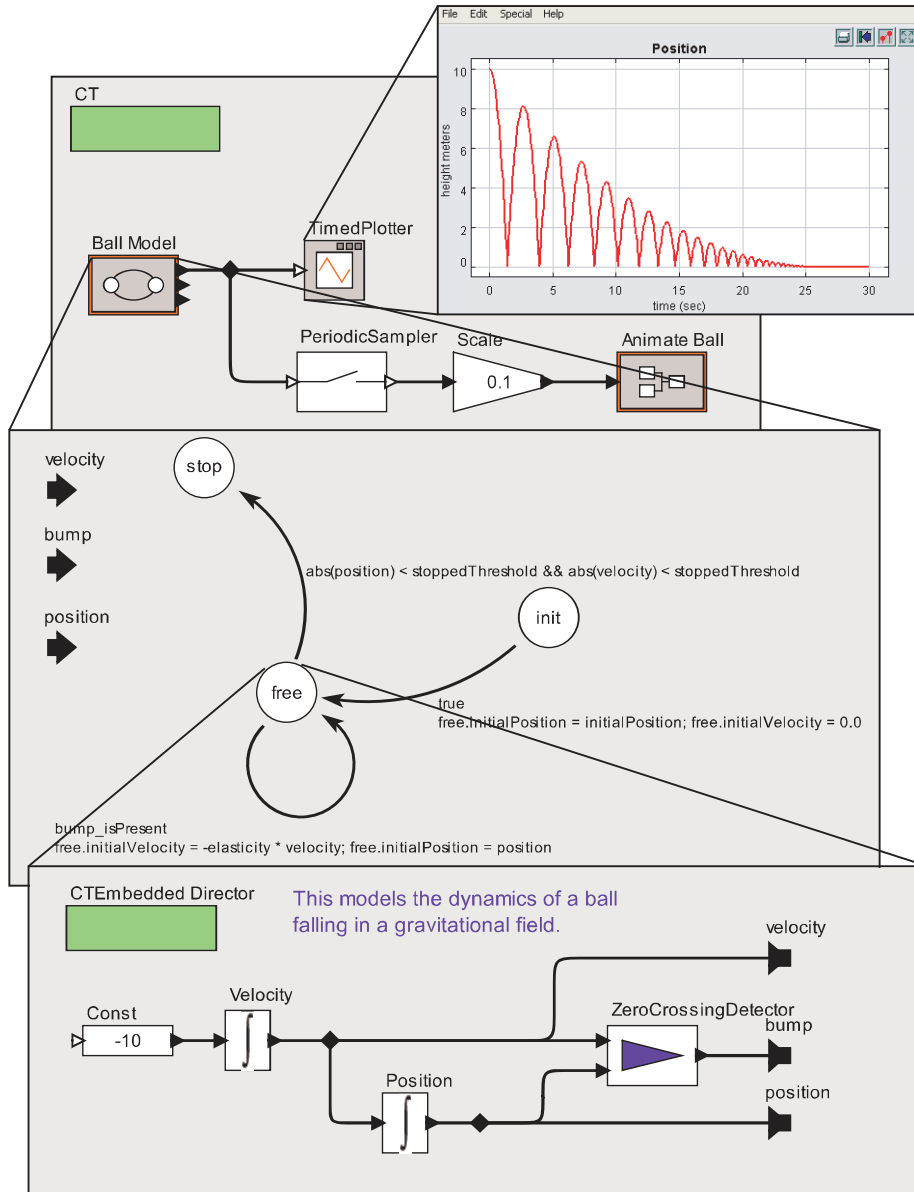 File Edit Special Help
Position
height meters
10
8
6
4
2
0
0 5 10 15 20 25 30
time (sec)
CT
Ball Model
TimedPlotter
PeriodicSampler
Scale
0.1
Animate Ball
velocity
bump
position
stop
abs(position) < stoppedThreshold && abs(velocity) < stoppedThreshold
init
free
true
free.initialPosition = initialPosition; free.initialVelocity = 0.0
bump_isPresent
free.initialVelocity = -elasticity * velocity; free.initialPosition = position
CTEmbedded Director
This models the dynamics of a ball
falling in a gravitational field.
velocity
Const
-10
Velocity
ZeroCrossingDetector
bump
Position
position